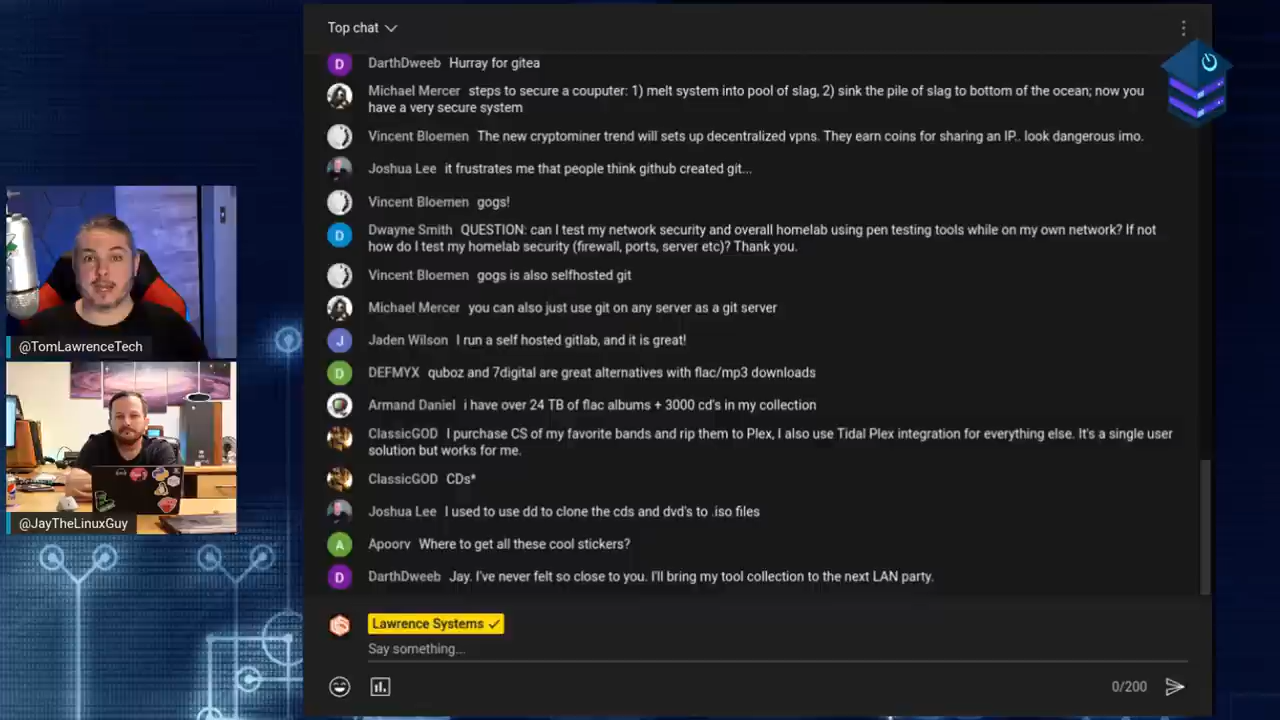 Top chat
DarthDweeb Hurray for gitea
Michael Mercer steps to secure a couputer: 1) melt system into pool of slag, 2) sink the pile of slag to bottom of the ocean; now you
have a very secure system
Vincent Bloemen The new cryptominer trend will sets up decentralized vpns. They earn coins for sharing an IP.. look dangerous imo.
Joshua Lee it frustrates me that people think github created git...
Vincent Bloemen gogs!
D Dwayne Smith QUESTION: can I test my network security and overall homelab using pen testing tools while on my own network? If not
how do I test my homelab security (firewall, ports, server etc)? Thank you.
Vincent Bloemen gogs is also selfhosted git
Michael Mercer you can also just use git on any server as a git server
J Jaden Wilson I run a self hosted gitlab, and it is great!
@TomLawrenceTech
D DEFMYX quboz and 7digital are great alternatives with flac/mp3 downloads
Armand Daniel i have over 24 TB of flac albums + 3000 cd's in my collection
ClassicGOD I purchase CS of my favorite bands and rip them to Plex, I also use Tidal Plex integration for everything else. It's a single user
solution but works for me.
ClassicGOD CDs*
Joshua Lee I used to use dd to clone the cds and dvd's to .iso files
@JayTheLinuxGuy
A Apoorv Where to get all these cool stickers?
D DarthDweeb Jay. I've never felt so close to you. I'll bring my tool collection to the next LAN party.
Lawrence Systems
Say something...
0/200